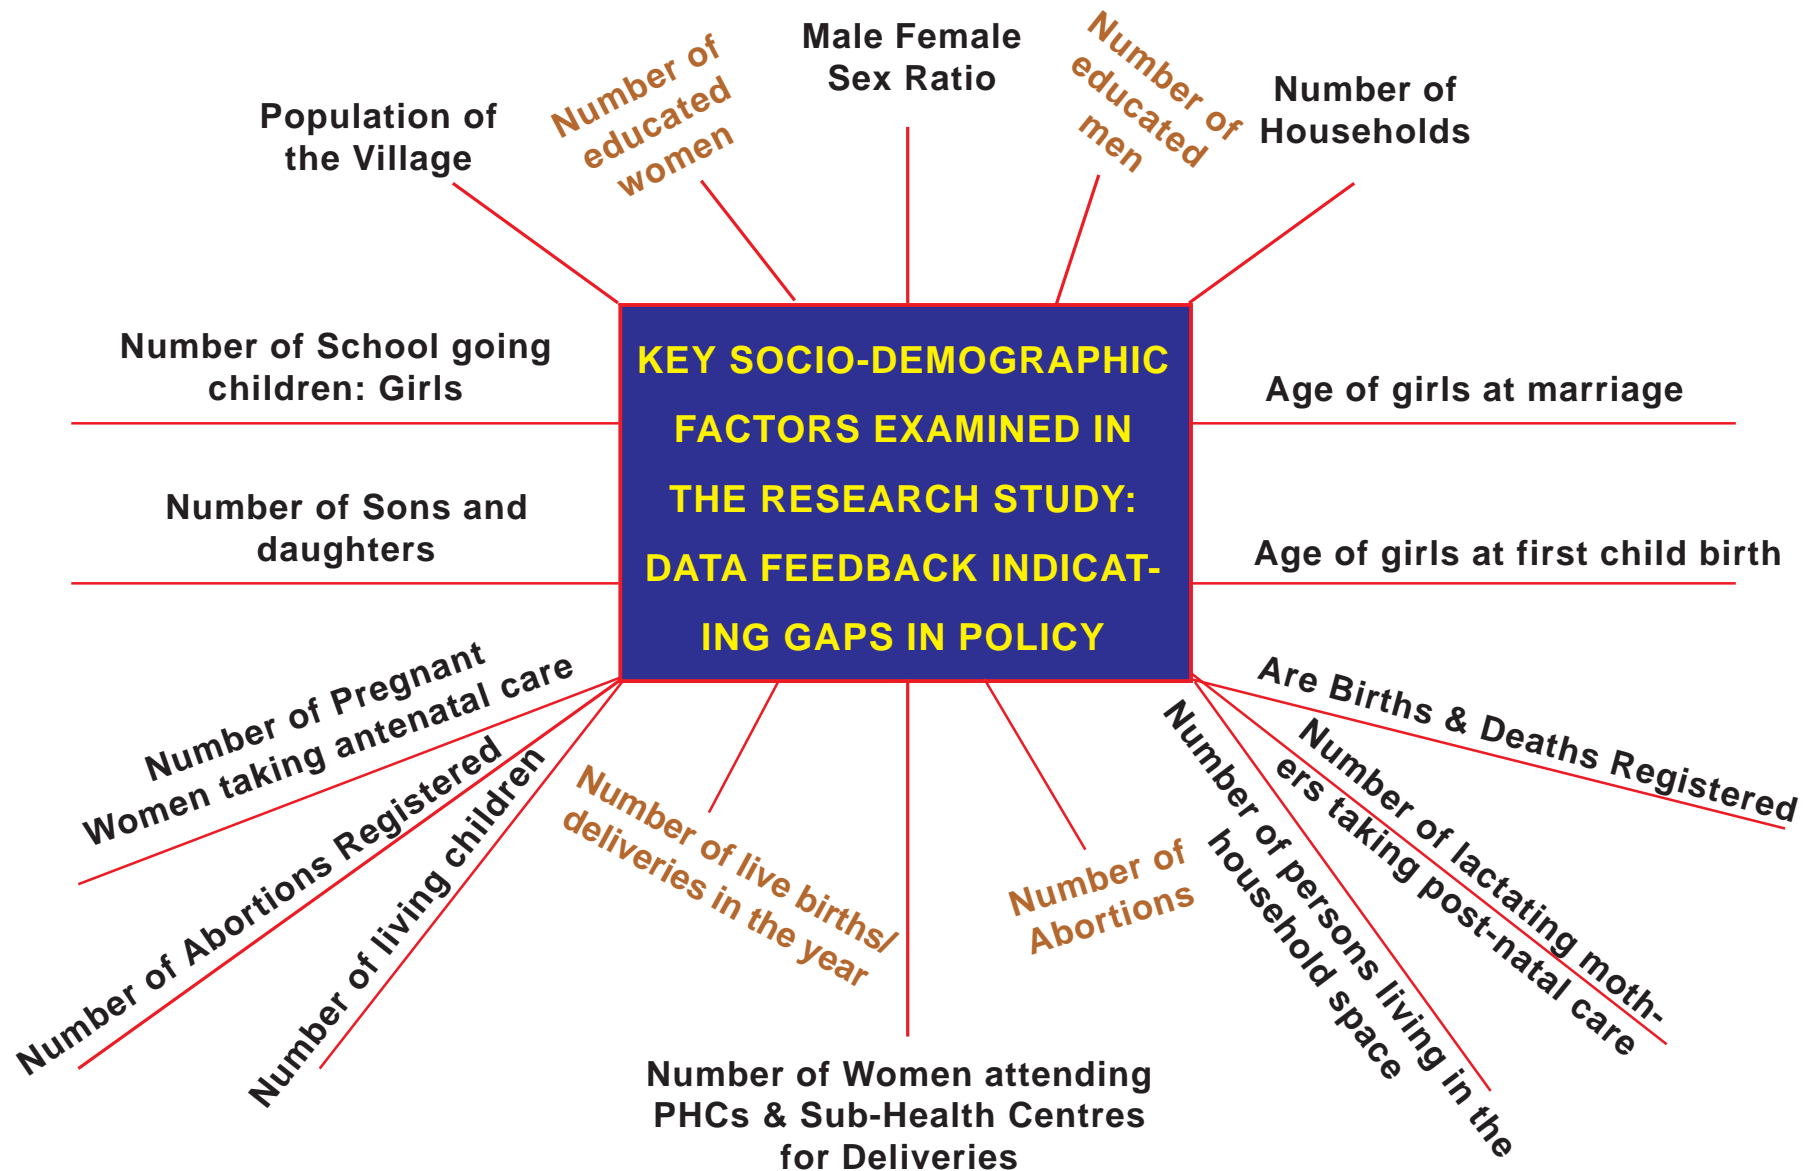 Population of
the Village
Number of
educated
women
Male Female
Sex Ratio
Number of
educated
men
Number of
Households
Number of School going
children: Girls
Number of Sons and
daughters
KEY SOCIO-DEMOGRAPHIC
FACTORS EXAMINED IN
THE RESEARCH STUDY:
DATA FEEDBACK INDICAT-
ING GAPS IN POLICY
Age of girls at marriage
Age of girls at first child birth
Number of Pregnant
Women taking antenatal care
Number of Abortions Registered
Number of living children
Number of live births/
deliveries in the year
Number of Women attending
PHCs & Sub-Health Centres
for Deliveries
Number of
Abortions
Number of persons living in the
household space
Number of lactating moth-
ers taking post-natal care
Are Births & Deaths Registered